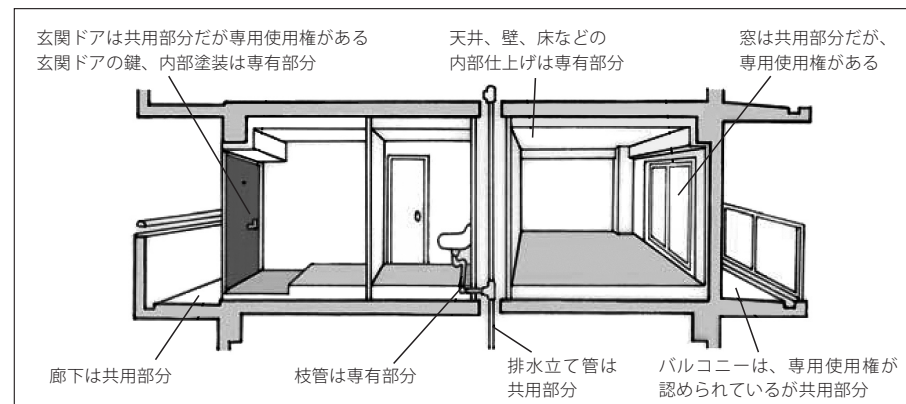 玄関ドアは共用部分だが専用使用権がある
玄関ドアの鍵、内部塗装は専有部分
天井、壁、床などの
内部仕上げは専有部分
窓は共用部分だが、
専用使用権がある
廊下は共用部分
枝管は専有部分
排水立て管は
共用部分
バルコニーは、専用使用権が
認められているが共用部分